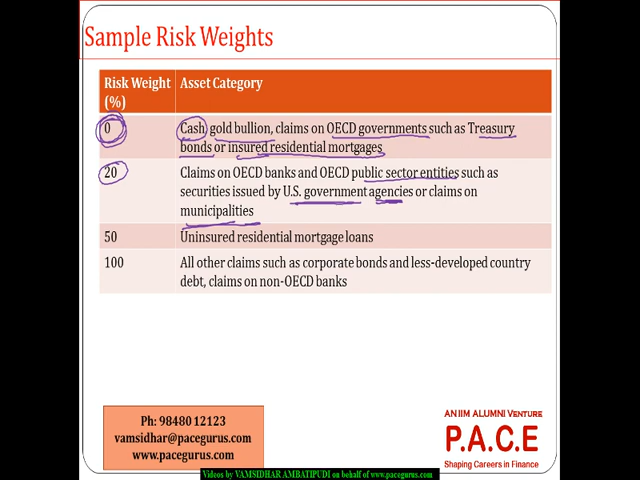 Sample Risk Weights
Risk Weight Asset Category
(%)
0 Cash gold bullion, claims on OECD governments such as Treasury
bonds or insured residential mortgages
20 Claims on OECD banks and OECD public sector entities such as
securities issued by U.S. government agencies or claims on
municipalities
50 Uninsured residential mortgage loans
100 All other claims such as corporate bonds and less-developed country
debt, claims on non-OECD banks
Ph: 98480 12123
vamsidhar@pacegurus.com
www.pacegurus.com
AN IIM ALUMNI VENTURE
P.A.C.E
Shaping Careers in Finance
Videos by VAMSIDHAR AMBATIPUDI on behalf of www.pacegurus.com